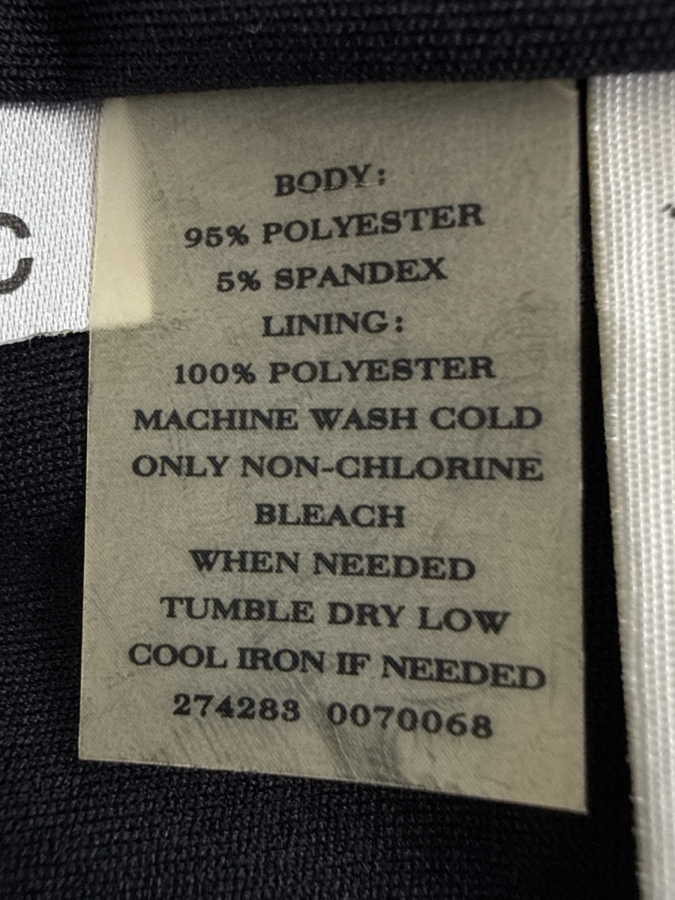 BODY:
95% POLYESTER
5% SPANDEX
LINING:
100% POLYESTER
MACHINE WASH COLD
ONLY NON-CHLORINE
BLEACH
WHEN NEEDED
TUMBLE DRY LOW
COOL IRON IF NEEDED
274283 0070068
C